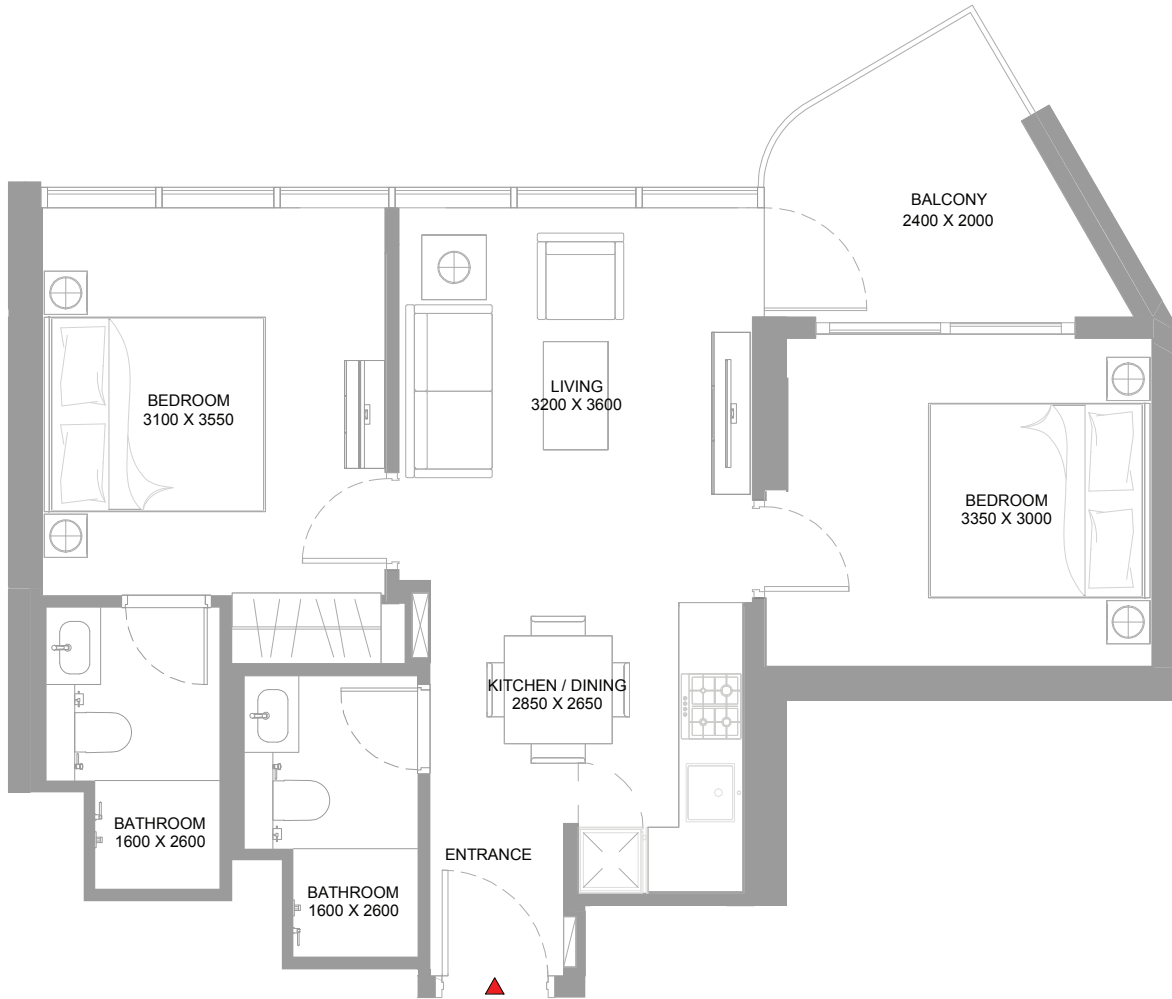 BALCONY
2400 X 2000
BEDROOM
3100 X 3550
LIVING
3200 X 3600
BEDROOM
3350 X 3000
KITCHEN / DINING
2850 X 2650
BATHROOM
1600 X 2600
ENTRANCE
BATHROOM
1600 X 2600